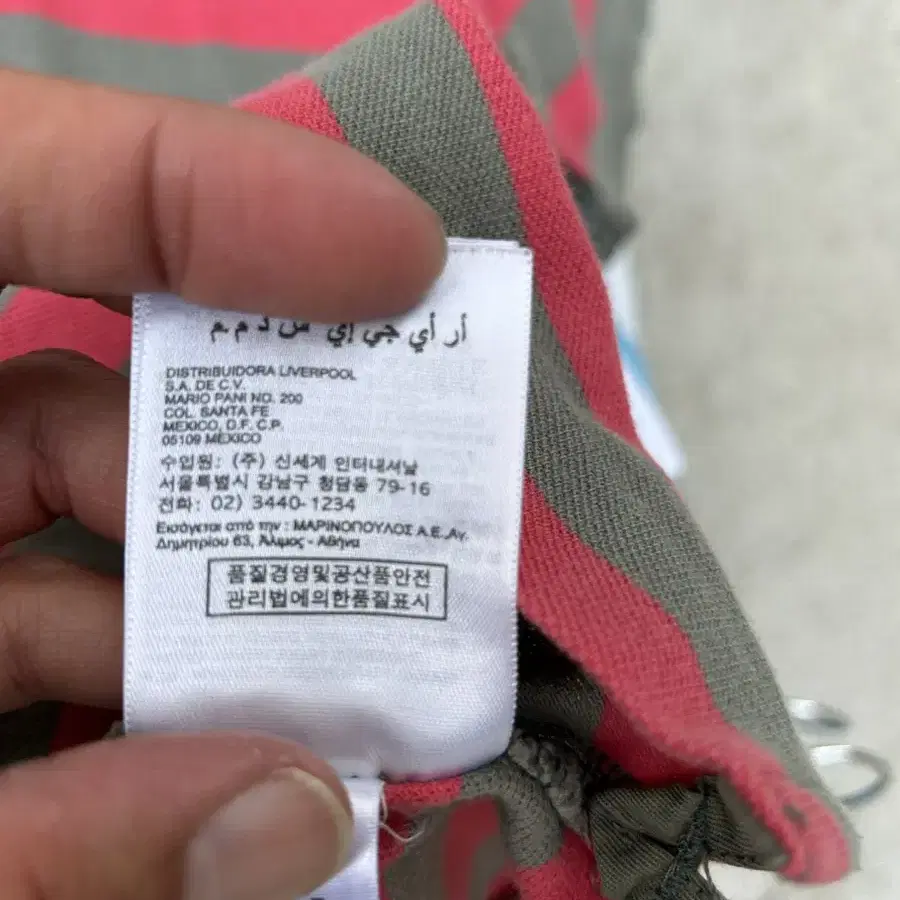 أر أي جي إي س د م م
DISTRIBUIDORA LIVERPOOL
S.A. DE C.V.
MARIO PANI NO. 200
COL. SANTA FE
MEXICO, D.F. C.P.
05109 MEXICO
수입원: (주) 신세계 인터내셔날
서울특별시 강남구 청담동 79-16
전화: 02) 3440-1234
Εισάγεται από την : ΜΑΡΙΝΟΠΟΥΛΟΣ Α.Ε.,Αγ.
Δημητρίου 63, Άλιμος - Αθήνα
품질경영및공산품안전
관리법에의한품질표시